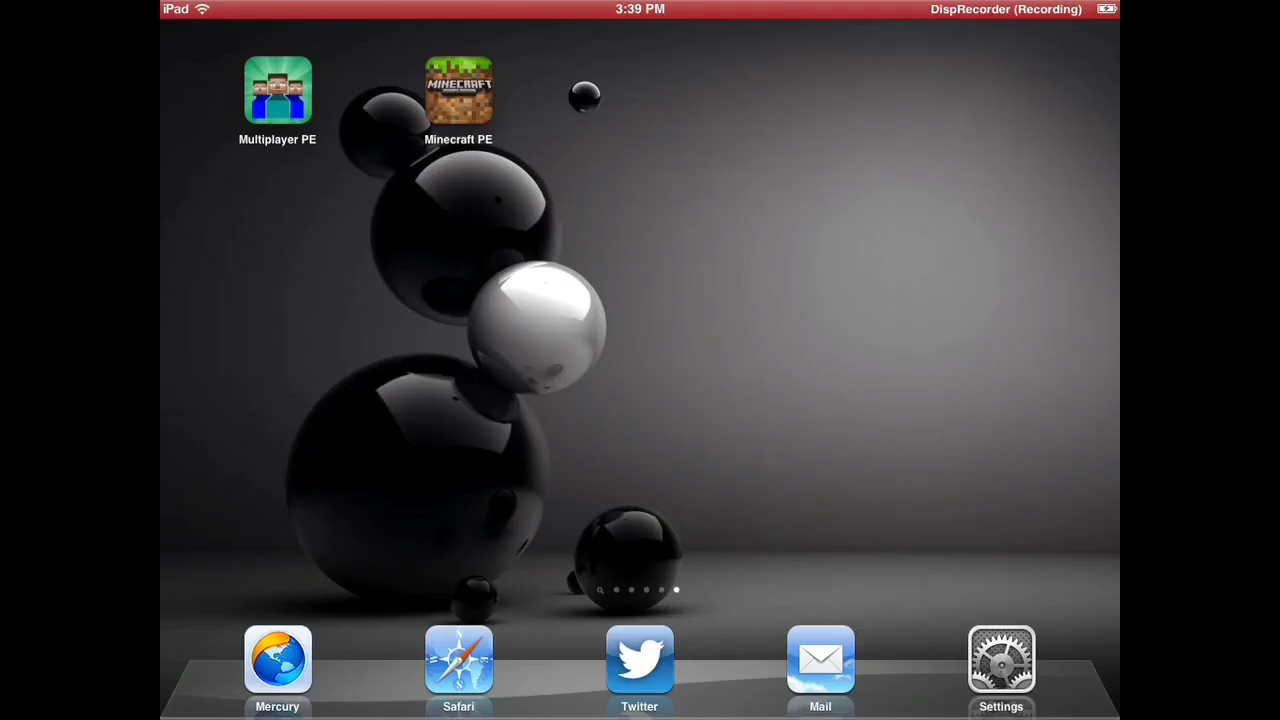 iPad 3:39 PM DispRecorder (Recording)
MINECRAFT
Multiplayer PE Minecraft PE
Mercury Safari Twitter Mail Settings